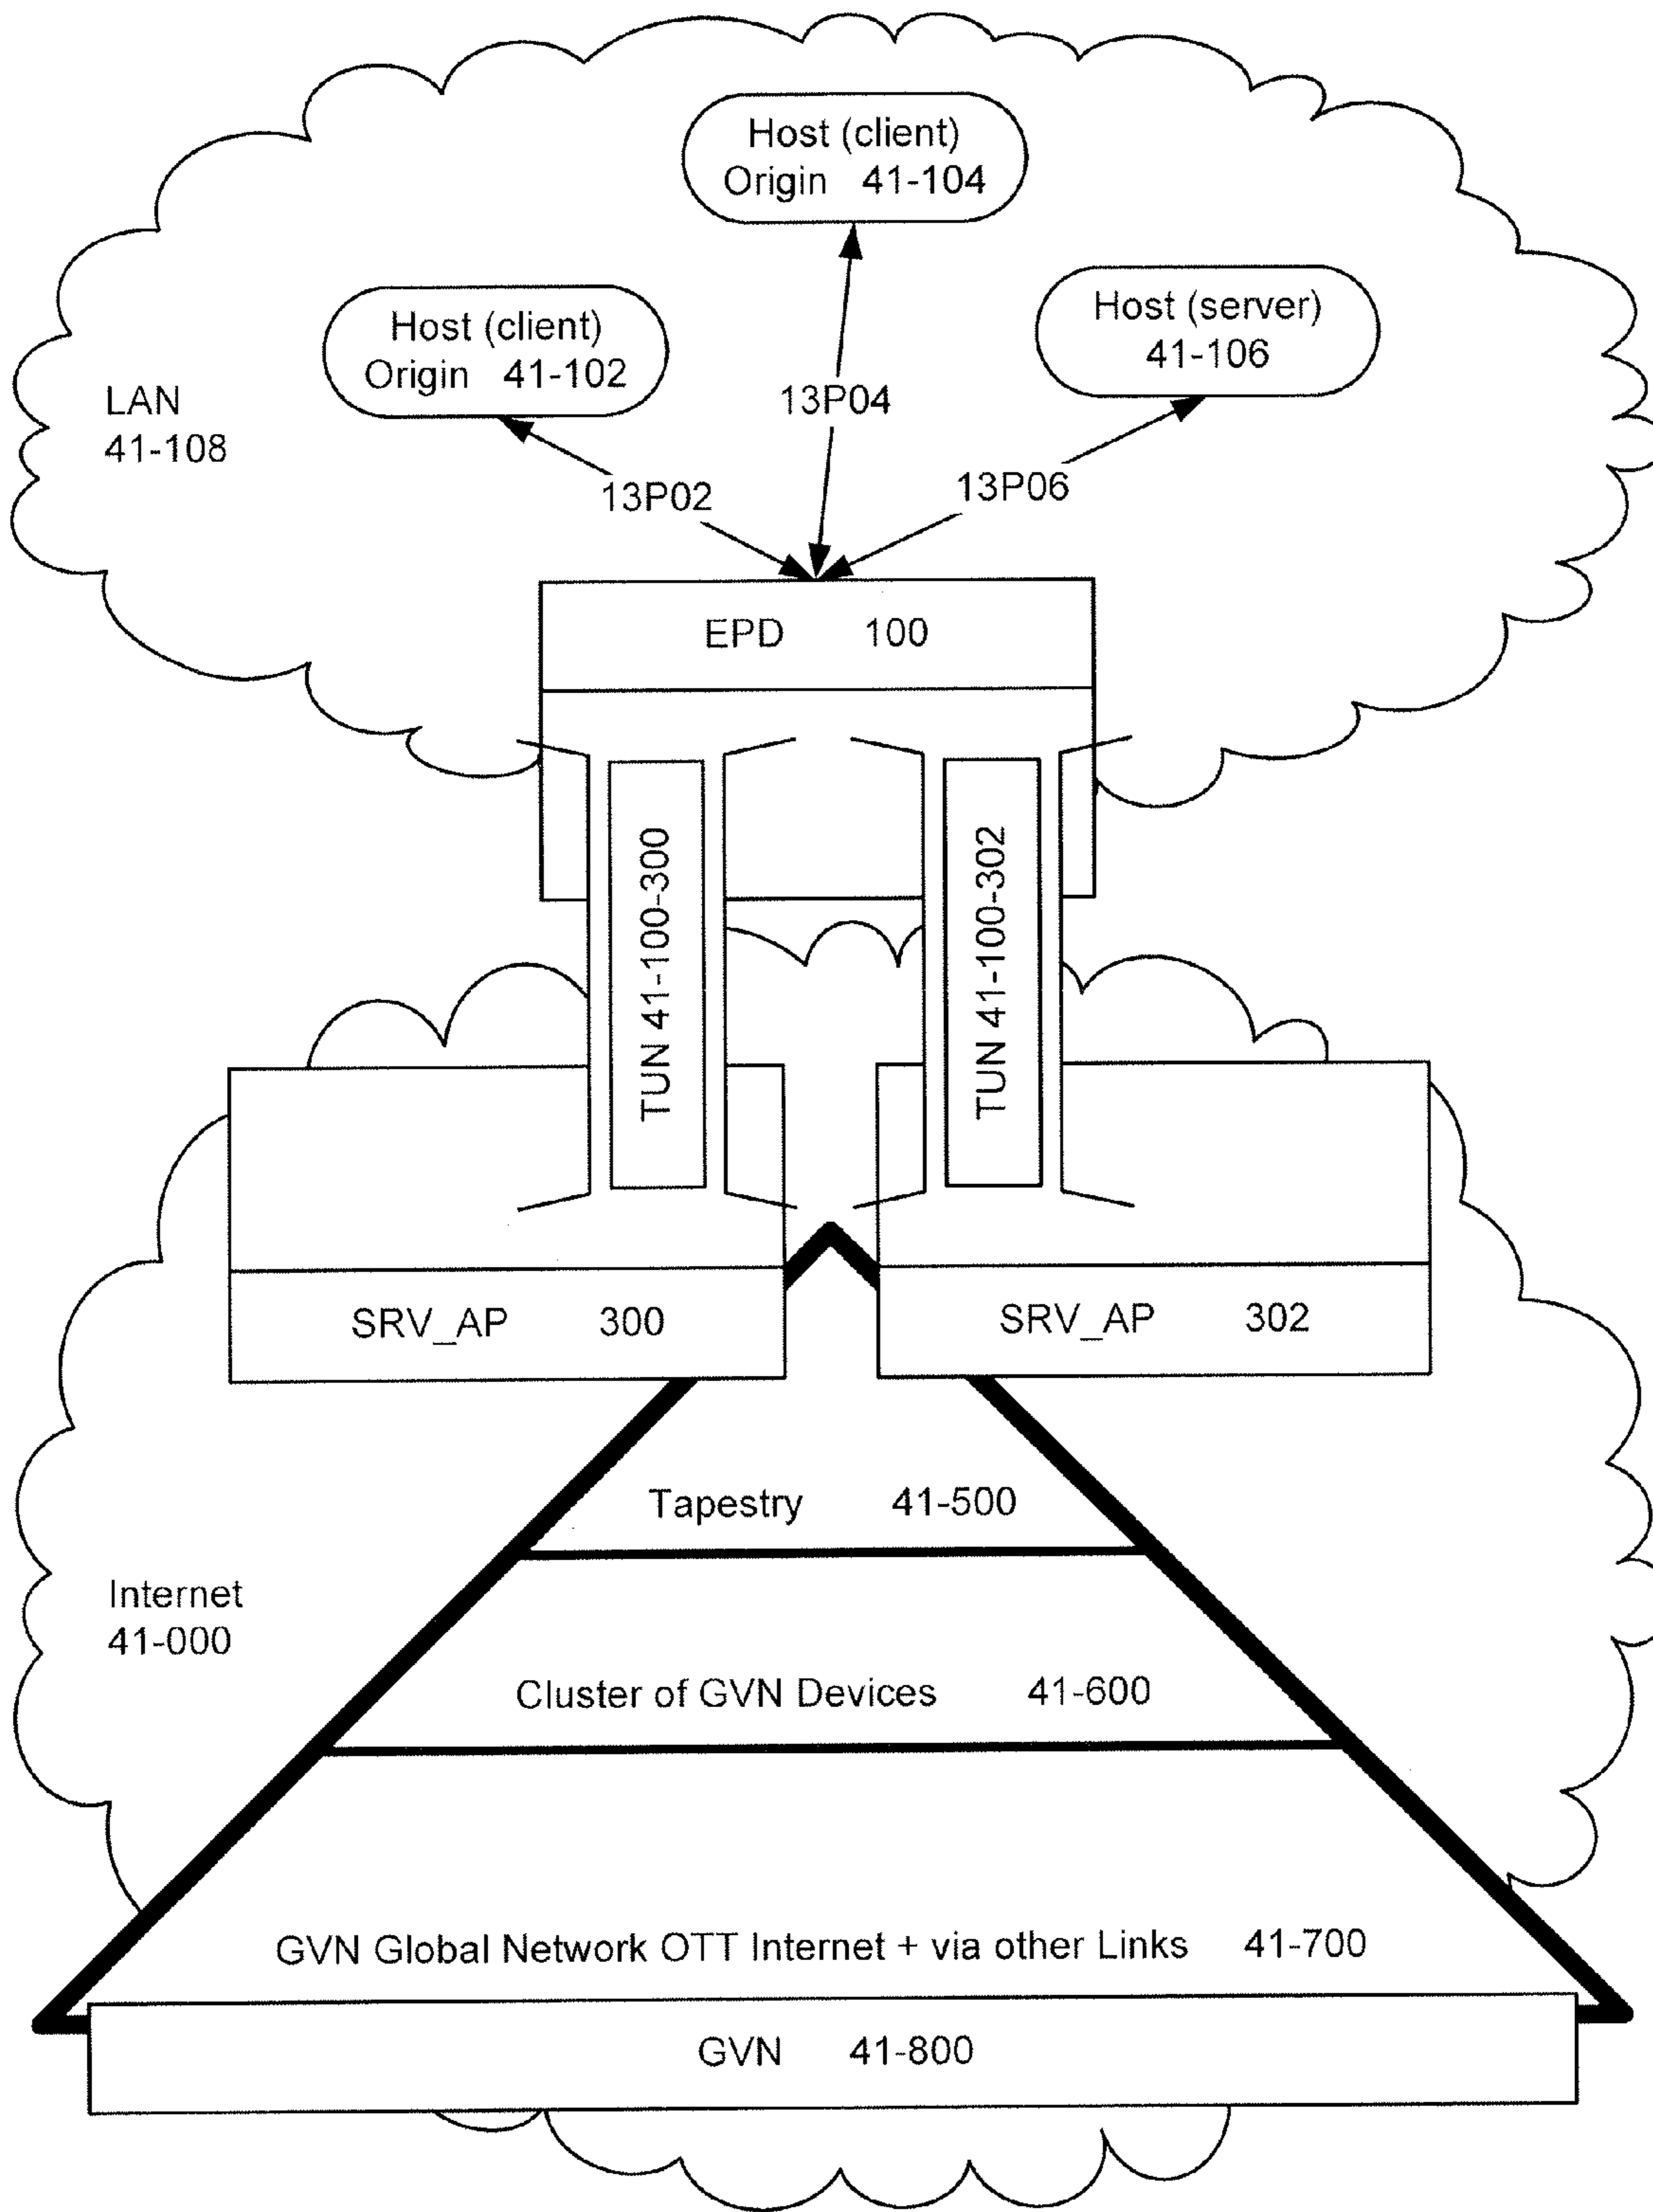 Host (client)
Origin 41-104
Host (client)
Origin 41-102
Host (server)
41-106
LAN
41-108
13P04
13P02
13P06
EPD 100
TUN 41-100-300
TUN 41-100-302
SRV_AP 300
SRV_AP 302
Tapestry 41-500
Internet
41-000
Cluster of GVN Devices 41-600
GVN Global Network OTT Internet + via other Links 41-700
GVN 41-800